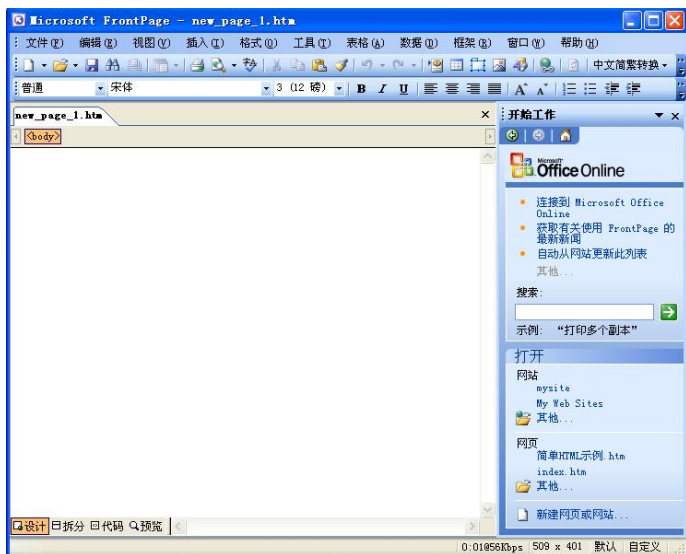 Microsoft FrontPage - new_page_1.htm
文件(F) 编辑(E) 视图(V) 插入(I) 格式(O) 工具(T) 表格(A) 数据(D) 框架(R) 窗口(W) 帮助(H)
中文简繁转换
普通 宋体 3 (12 磅) B I U A A
new_page_1.htm
<body>
开始工作
Microsoft
Office Online
连接到 Microsoft Office
Online
获取有关使用 FrontPage 的
最新新闻
自动从网站更新此列表
其他...
搜索:
示例: “打印多个副本”
打开
网站
mysite
My Web Sites
其他...
网页
简单HTML示例.htm
index.htm
其他...
新建网页或网站...
设计 拆分 代码 预览
0:01@56Kbps 509 x 401 默认 自定义